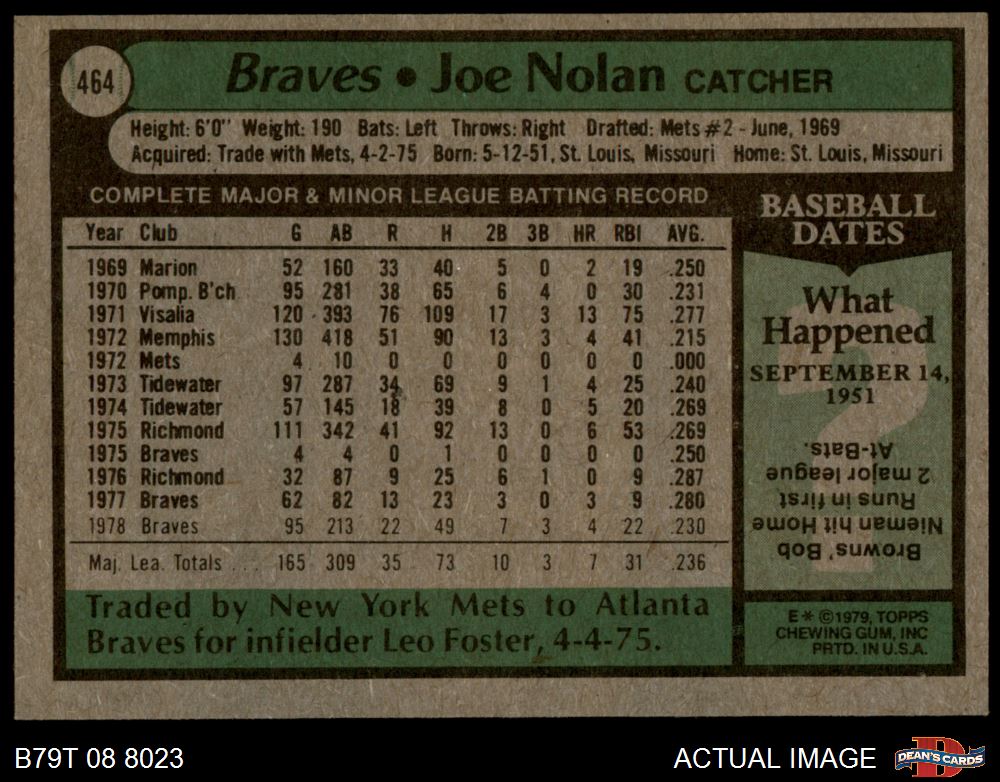 464
Braves • Joe Nolan CATCHER
Height: 6'0" Weight: 190 Bats: Left Throws: Right Drafted: Mets #2 - June, 1969
Acquired: Trade with Mets, 4-2-75 Born: 5-12-51, St. Louis, Missouri Home: St. Louis, Missouri
COMPLETE MAJOR & MINOR LEAGUE BATTING RECORD
Year Club G AB R H 2B 3B HR RBI AVG.
1969 Marion 52 160 33 40 5 0 2 19 .250
1970 Pomp. B'ch 95 281 38 65 6 4 0 30 .231
1971 Visalia 120 393 76 109 17 3 13 75 .277
1972 Memphis 130 418 51 90 13 3 4 41 .215
1972 Mets 4 10 0 0 0 0 0 0 .000
1973 Tidewater 97 287 34 69 9 1 4 25 .240
1974 Tidewater 57 145 18 39 8 0 5 20 .269
1975 Richmond 111 342 41 92 13 0 6 53 .269
1975 Braves 4 4 0 1 0 0 0 0 .250
1976 Richmond 32 87 9 25 6 1 0 9 .287
1977 Braves 62 82 13 23 3 0 3 9 .280
1978 Braves 95 213 22 49 7 3 4 22 .230
Maj. Lea. Totals ... 165 309 35 73 10 3 7 31 .236
Traded by New York Mets to Atlanta
Braves for infielder Leo Foster, 4-4-75.
BASEBALL
DATES
What
Happened
SEPTEMBER 14,
1951
?
Browns' Bob
Nieman hit Home
Runs in first
2 major league
At-Bats.
E* ©1979, TOPPS
CHEWING GUM, INC
PRTD. IN U.S.A.
B79T 08 8023
ACTUAL IMAGE
D
DEAN'S CARDS